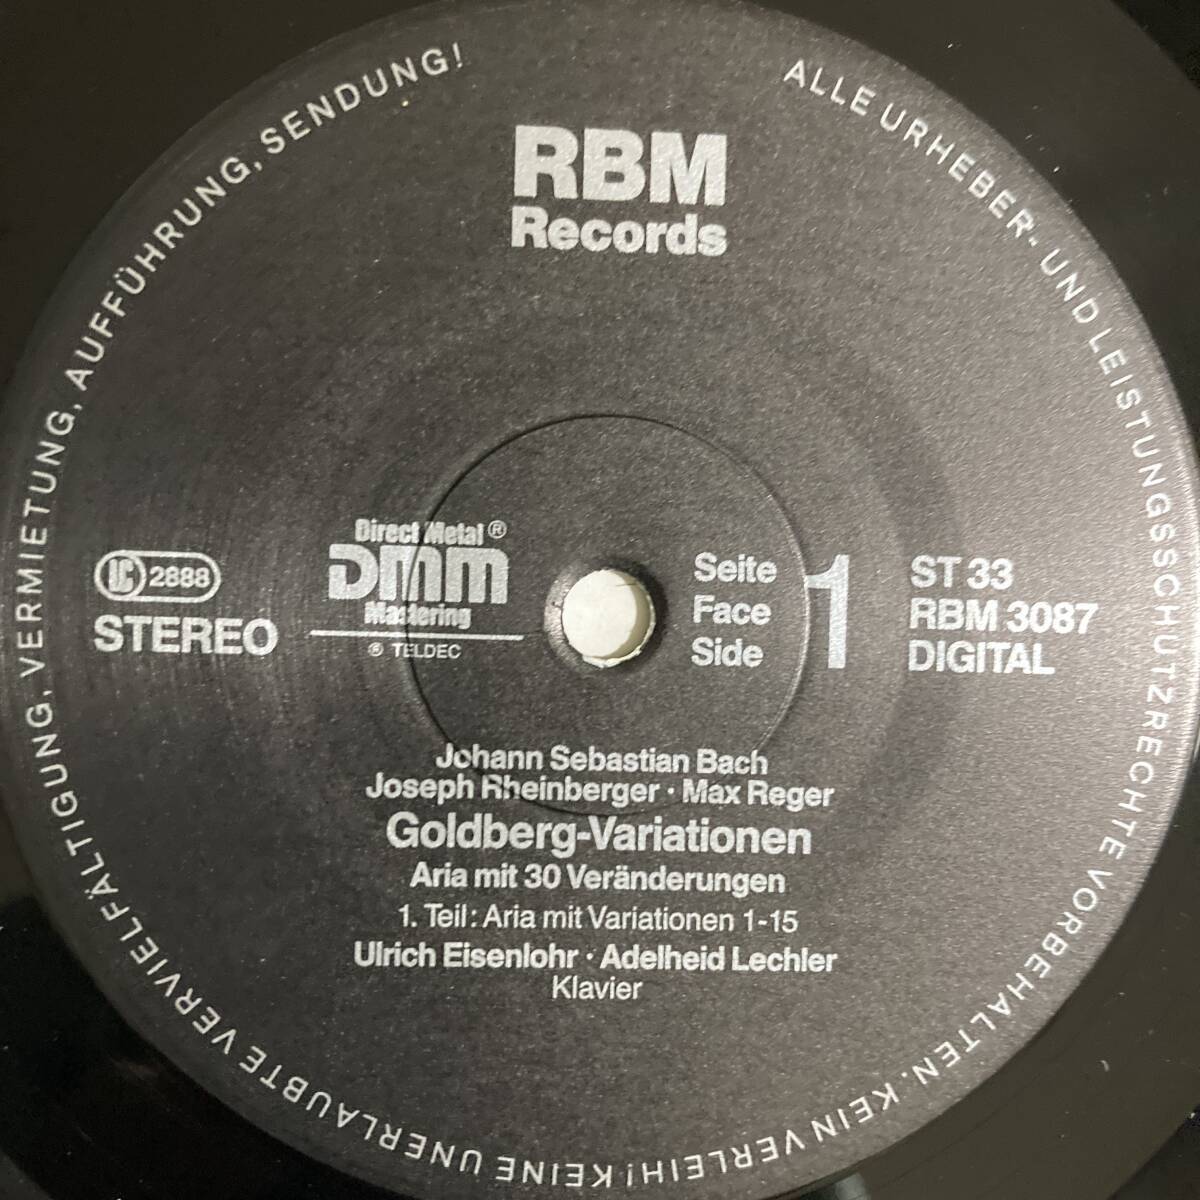 ALLE URHEBER- UND LEISTUNGSSCHUTZRECHTE VORBEHALTEN. KEIN VERLEIH! KEINE UNERLAUBTE VERVIELFÄLTIGUNG, VERMIETUNG, AUFFÜHRUNG, SENDUNG!
RBM
Records
LC 2888
STEREO
Direct Metal ®
DMM
Mastering
® TELDEC
Seite
Face
Side
1
ST 33
RBM 3087
DIGITAL
Johann Sebastian Bach
Joseph Rheinberger · Max Reger
Goldberg-Variationen
Aria mit 30 Veränderungen
1. Teil: Aria mit Variationen 1-15
Ulrich Eisenlohr · Adelheid Lechler
Klavier